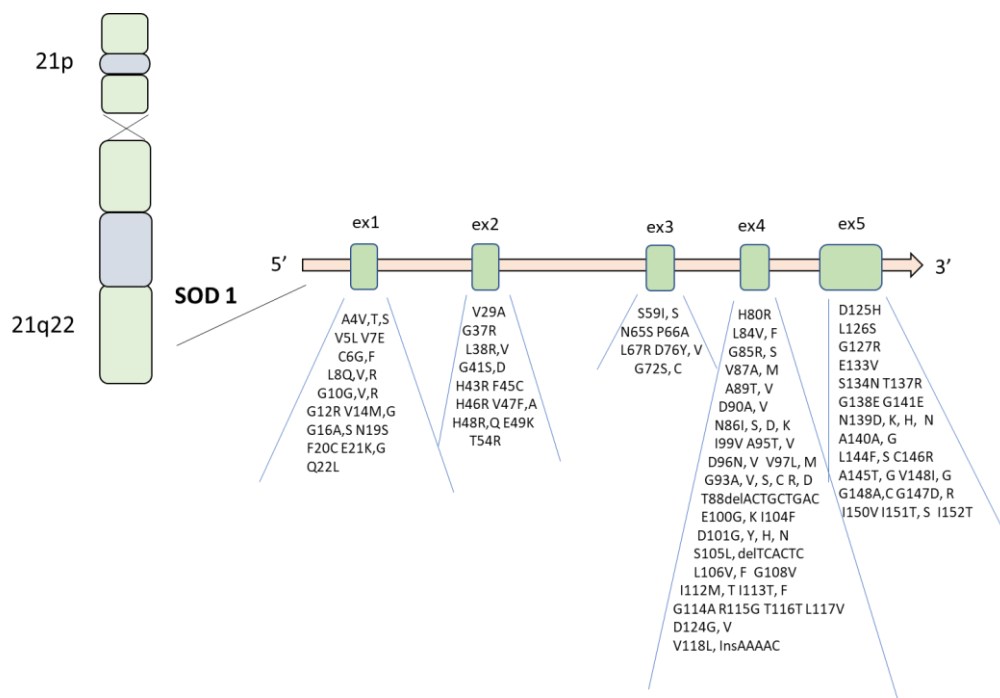 21p
21q22
SOD 1
5’
ex1
ex2
ex3
ex4
ex5
3’
A4V,T,S
V5L V7E
C6G,F
L8Q,V,R
G10G,V,R
G12R V14M,G
G16A,S N19S
F20C E21K,G
Q22L
V29A
G37R
L38R,V
G41S,D
H43R F45C
H46R V47F,A
H48R,Q E49K
T54R
S59I, S
N65S P66A
L67R D76Y, V
G72S, C
H80R
L84V, F
G85R, S
V87A, M
A89T, V
D90A, V
N86I, S, D, K
I99V A95T, V
D96N, V V97L, M
G93A, V, S, C R, D
T88delACTGCTGAC
E100G, K I104F
D101G, Y, H, N
S105L, delTCACTC
L106V, F G108V
I112M, T I113T, F
G114A R115G T116T L117V
D124G, V
V118L, InsAAAAC
D125H
L126S
G127R
E133V
S134N T137R
G138E G141E
N139D, K, H, N
A140A, G
L144F, S C146R
A145T, G V148I, G
G148A,C G147D, R
I150V I151T, S I152T